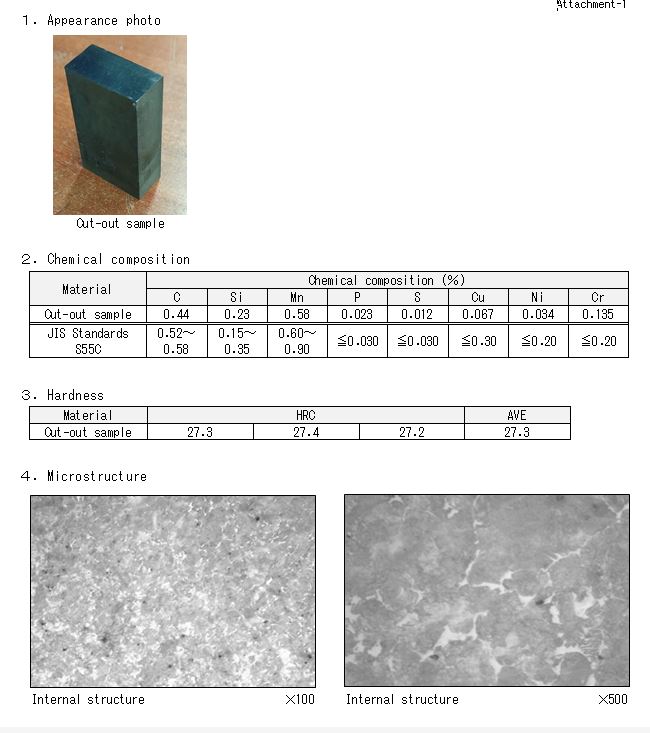 Attachment-1
1. Appearance photo
Cut-out sample
2. Chemical composition
Material Chemical composition (%)
C Si Mn P S Cu Ni Cr
Cut-out sample 0.44 0.23 0.58 0.023 0.012 0.067 0.034 0.135
JIS Standards S55C 0.52～0.58 0.15～0.35 0.60～0.90 ≦0.030 ≦0.030 ≦0.30 ≦0.20 ≦0.20
3. Hardness
Material HRC AVE
Cut-out sample 27.3 27.4 27.2 27.3
4. Microstructure
Internal structure ×100 Internal structure ×500